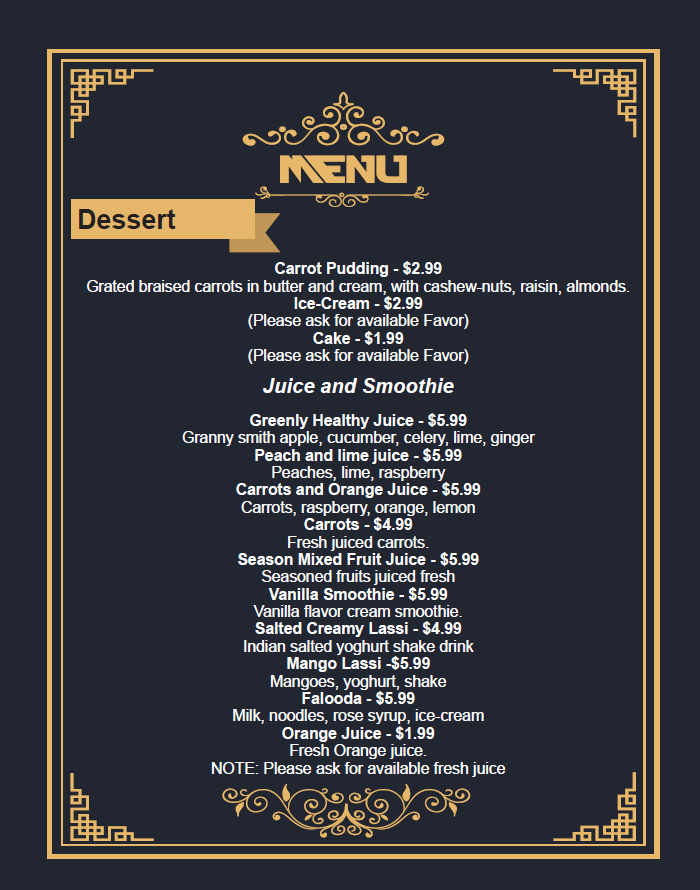 MENU
Dessert
Carrot Pudding - $2.99
Grated braised carrots in butter and cream, with cashew-nuts, raisin, almonds.
Ice-Cream - $2.99
(Please ask for available Favor)
Cake - $1.99
(Please ask for available Favor)
Juice and Smoothie
Greenly Healthy Juice - $5.99
Granny smith apple, cucumber, celery, lime, ginger
Peach and lime juice - $5.99
Peaches, lime, raspberry
Carrots and Orange Juice - $5.99
Carrots, raspberry, orange, lemon
Carrots - $4.99
Fresh juiced carrots.
Season Mixed Fruit Juice - $5.99
Seasoned fruits juiced fresh
Vanilla Smoothie - $5.99
Vanilla flavor cream smoothie.
Salted Creamy Lassi - $4.99
Indian salted yoghurt shake drink
Mango Lassi -$5.99
Mangoes, yoghurt, shake
Falooda - $5.99
Milk, noodles, rose syrup, ice-cream
Orange Juice - $1.99
Fresh Orange juice.
NOTE: Please ask for available fresh juice